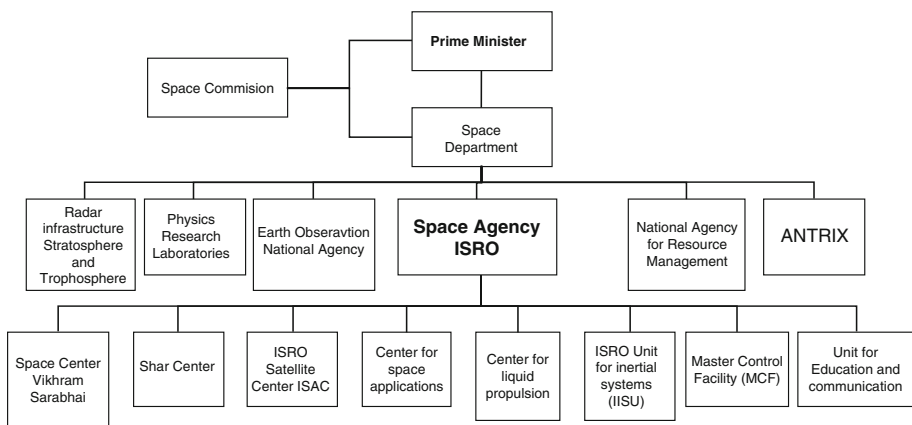 Prime Minister
Space Commision
Space
Department
Radar
infrastructure
Stratosphere
and
Trophosphere
Physics
Research
Laboratories
Earth Obseravtion
National Agency
Space Agency
ISRO
National Agency
for Resource
Management
ANTRIX
Space Center
Vikhram
Sarabhai
Shar Center
ISRO
Satellite
Center ISAC
Center for
space
applications
Center for
liquid
propulsion
ISRO Unit
for inertial
systems
(IISU)
Master Control
Facility (MCF)
Unit for
Education and
communication